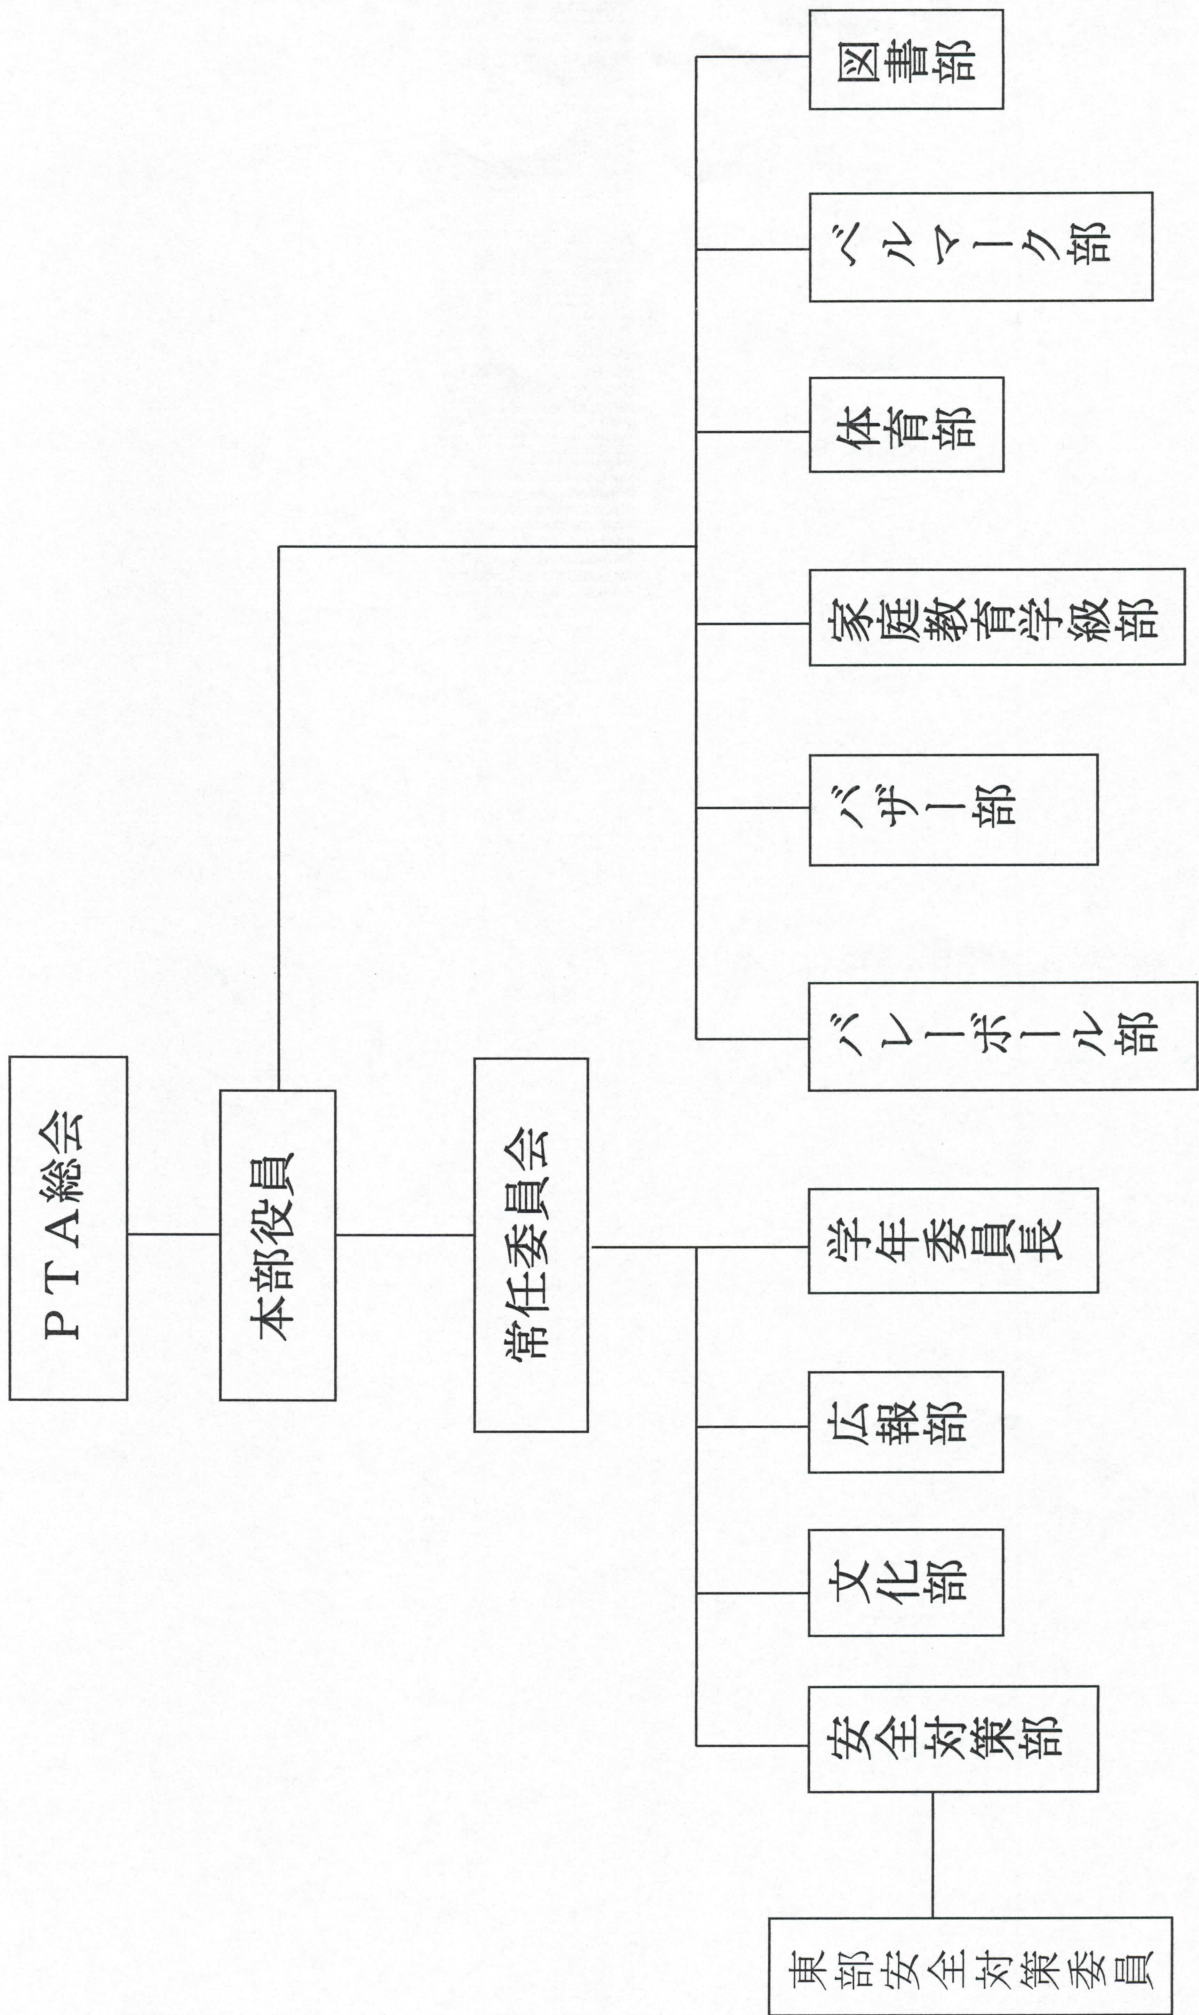 PTA総会
本部役員
常任委員会
東部安全対策委員
安全対策部
文化部
広報部
学年委員長
バレーボール部
バザー部
家庭教育学級部
体育部
ベルマーク部
図書部